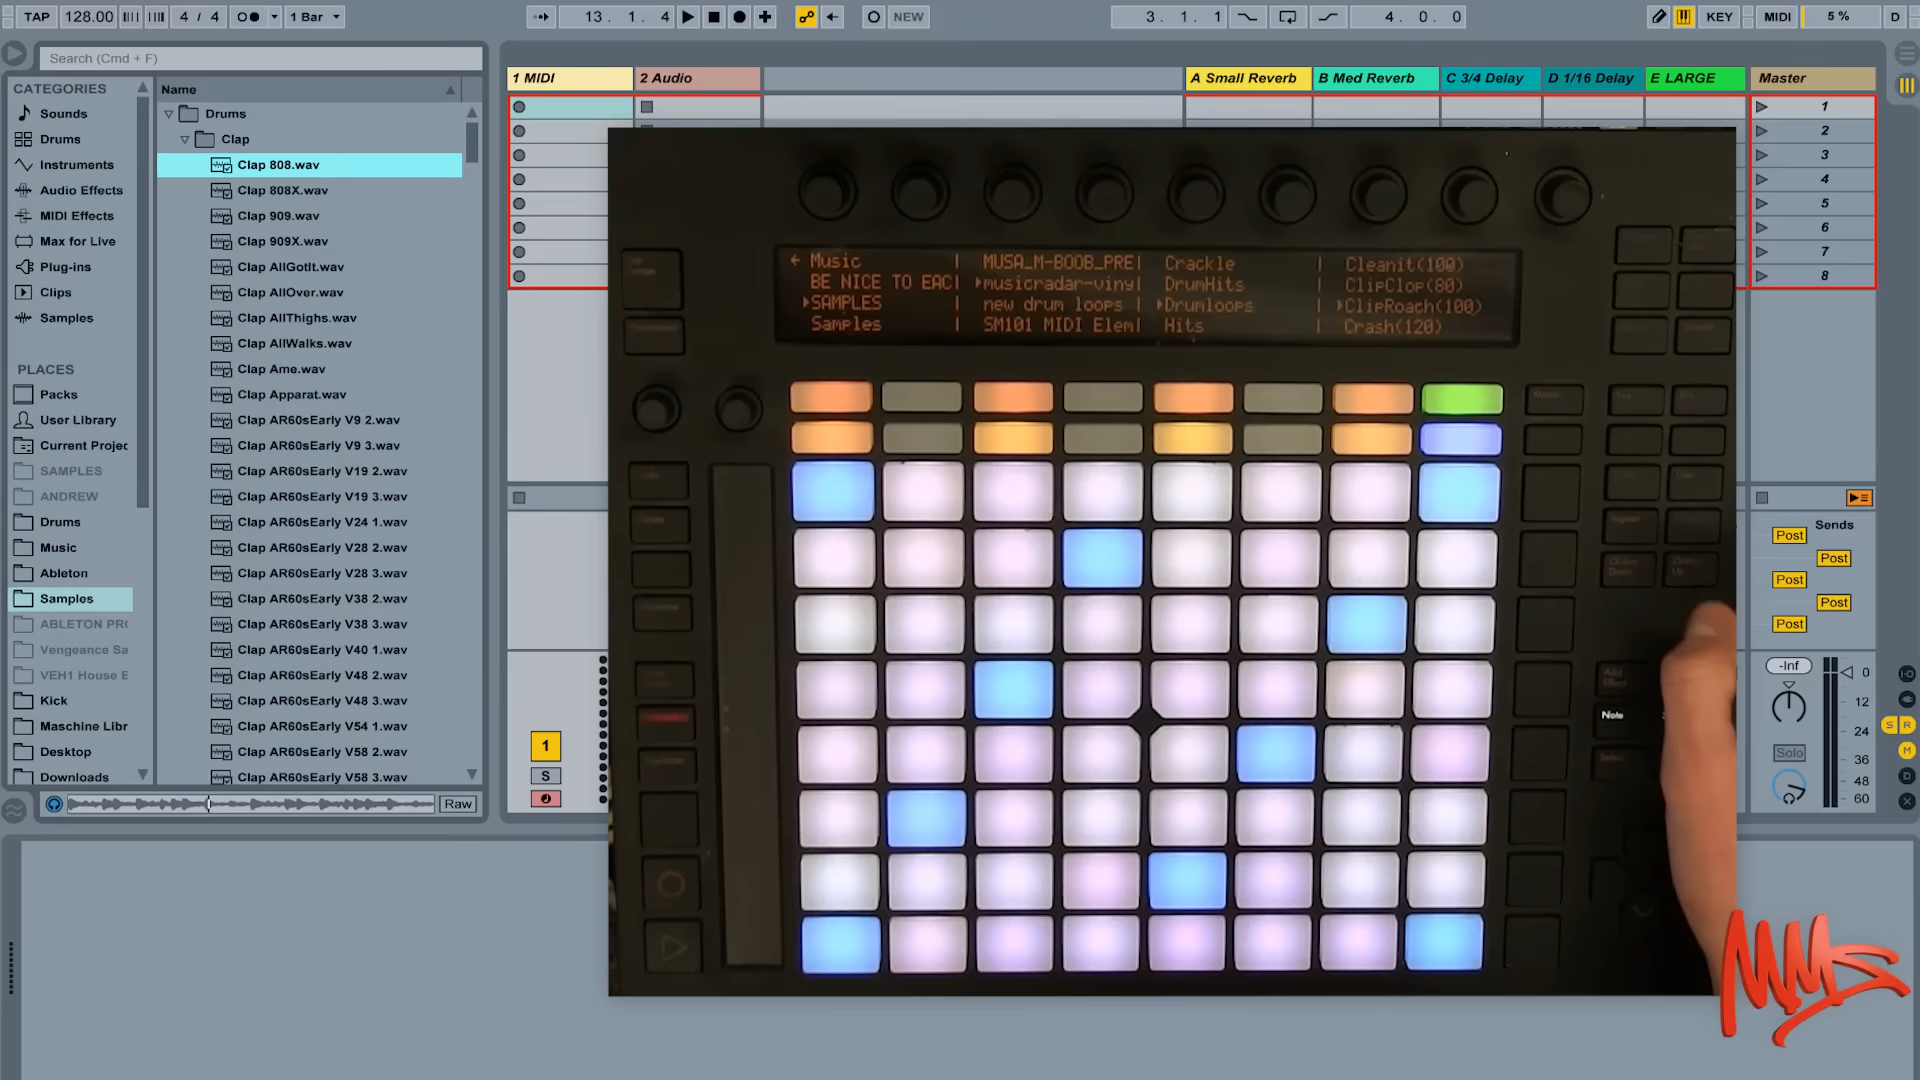 TAP 128.00 4 / 4 1 Bar 13. 1. 4 NEW 3. 1. 1 4. 0. 0 KEY MIDI 5 % D
Search (Cmd + F)
CATEGORIES
Sounds
Drums
Instruments
Audio Effects
MIDI Effects
Max for Live
Plug-ins
Clips
Samples
PLACES
Packs
User Library
Current Projec
SAMPLES
ANDREW
Drums
Music
Ableton
Samples
ABLETON PR
Vengeance Sa
VEH1 House E
Kick
Maschine Libr
Desktop
Downloads
Name
Drums
Clap
Clap 808.wav
Clap 808X.wav
Clap 909.wav
Clap 909X.wav
Clap AllGotIt.wav
Clap AllOver.wav
Clap AllThighs.wav
Clap AllWalks.wav
Clap Ame.wav
Clap Apparat.wav
Clap AR60sEarly V9 2.wav
Clap AR60sEarly V9 3.wav
Clap AR60sEarly V19 2.wav
Clap AR60sEarly V19 3.wav
Clap AR60sEarly V24 1.wav
Clap AR60sEarly V28 2.wav
Clap AR60sEarly V28 3.wav
Clap AR60sEarly V38 2.wav
Clap AR60sEarly V38 3.wav
Clap AR60sEarly V40 1.wav
Clap AR60sEarly V48 2.wav
Clap AR60sEarly V48 3.wav
Clap AR60sEarly V54 1.wav
Clap AR60sEarly V58 2.wav
Clap AR60sEarly V58 3.wav
Raw
1 MIDI 2 Audio A Small Reverb B Med Reverb C 3/4 Delay D 1/16 Delay E LARGE Master
1
2
3
4
5
6
7
8
Music MUSA_M-BOOB_PRE Crackle Cleanit(100)
BE NICE TO EAC musicradar-viny DrumHits ClipClop(80)
SAMPLES new drum loops Drumloops ClipRoach(100)
Samples SM101 MIDI Elem Hits Crash(120)
Note
1
S
Sends
Post
Post
Post
Post
Post
-Inf
0
12
24
36
48
60
Solo
S R
M
D
MMS